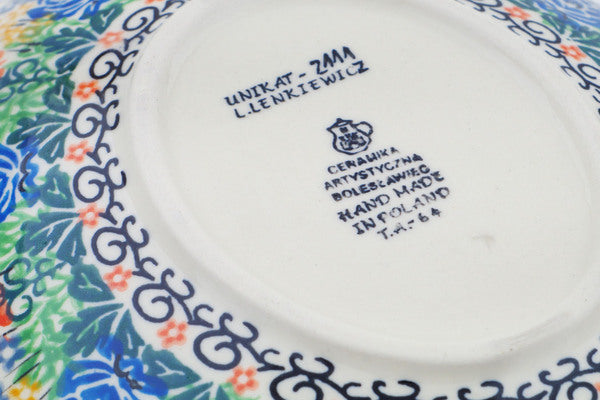 UNIKAT - 2111
L.LENKIEWICZ
CERAMIKA
ARTYSTYCZNA
BOLESŁAWIEC
HAND MADE
IN POLAND
T.A.-64